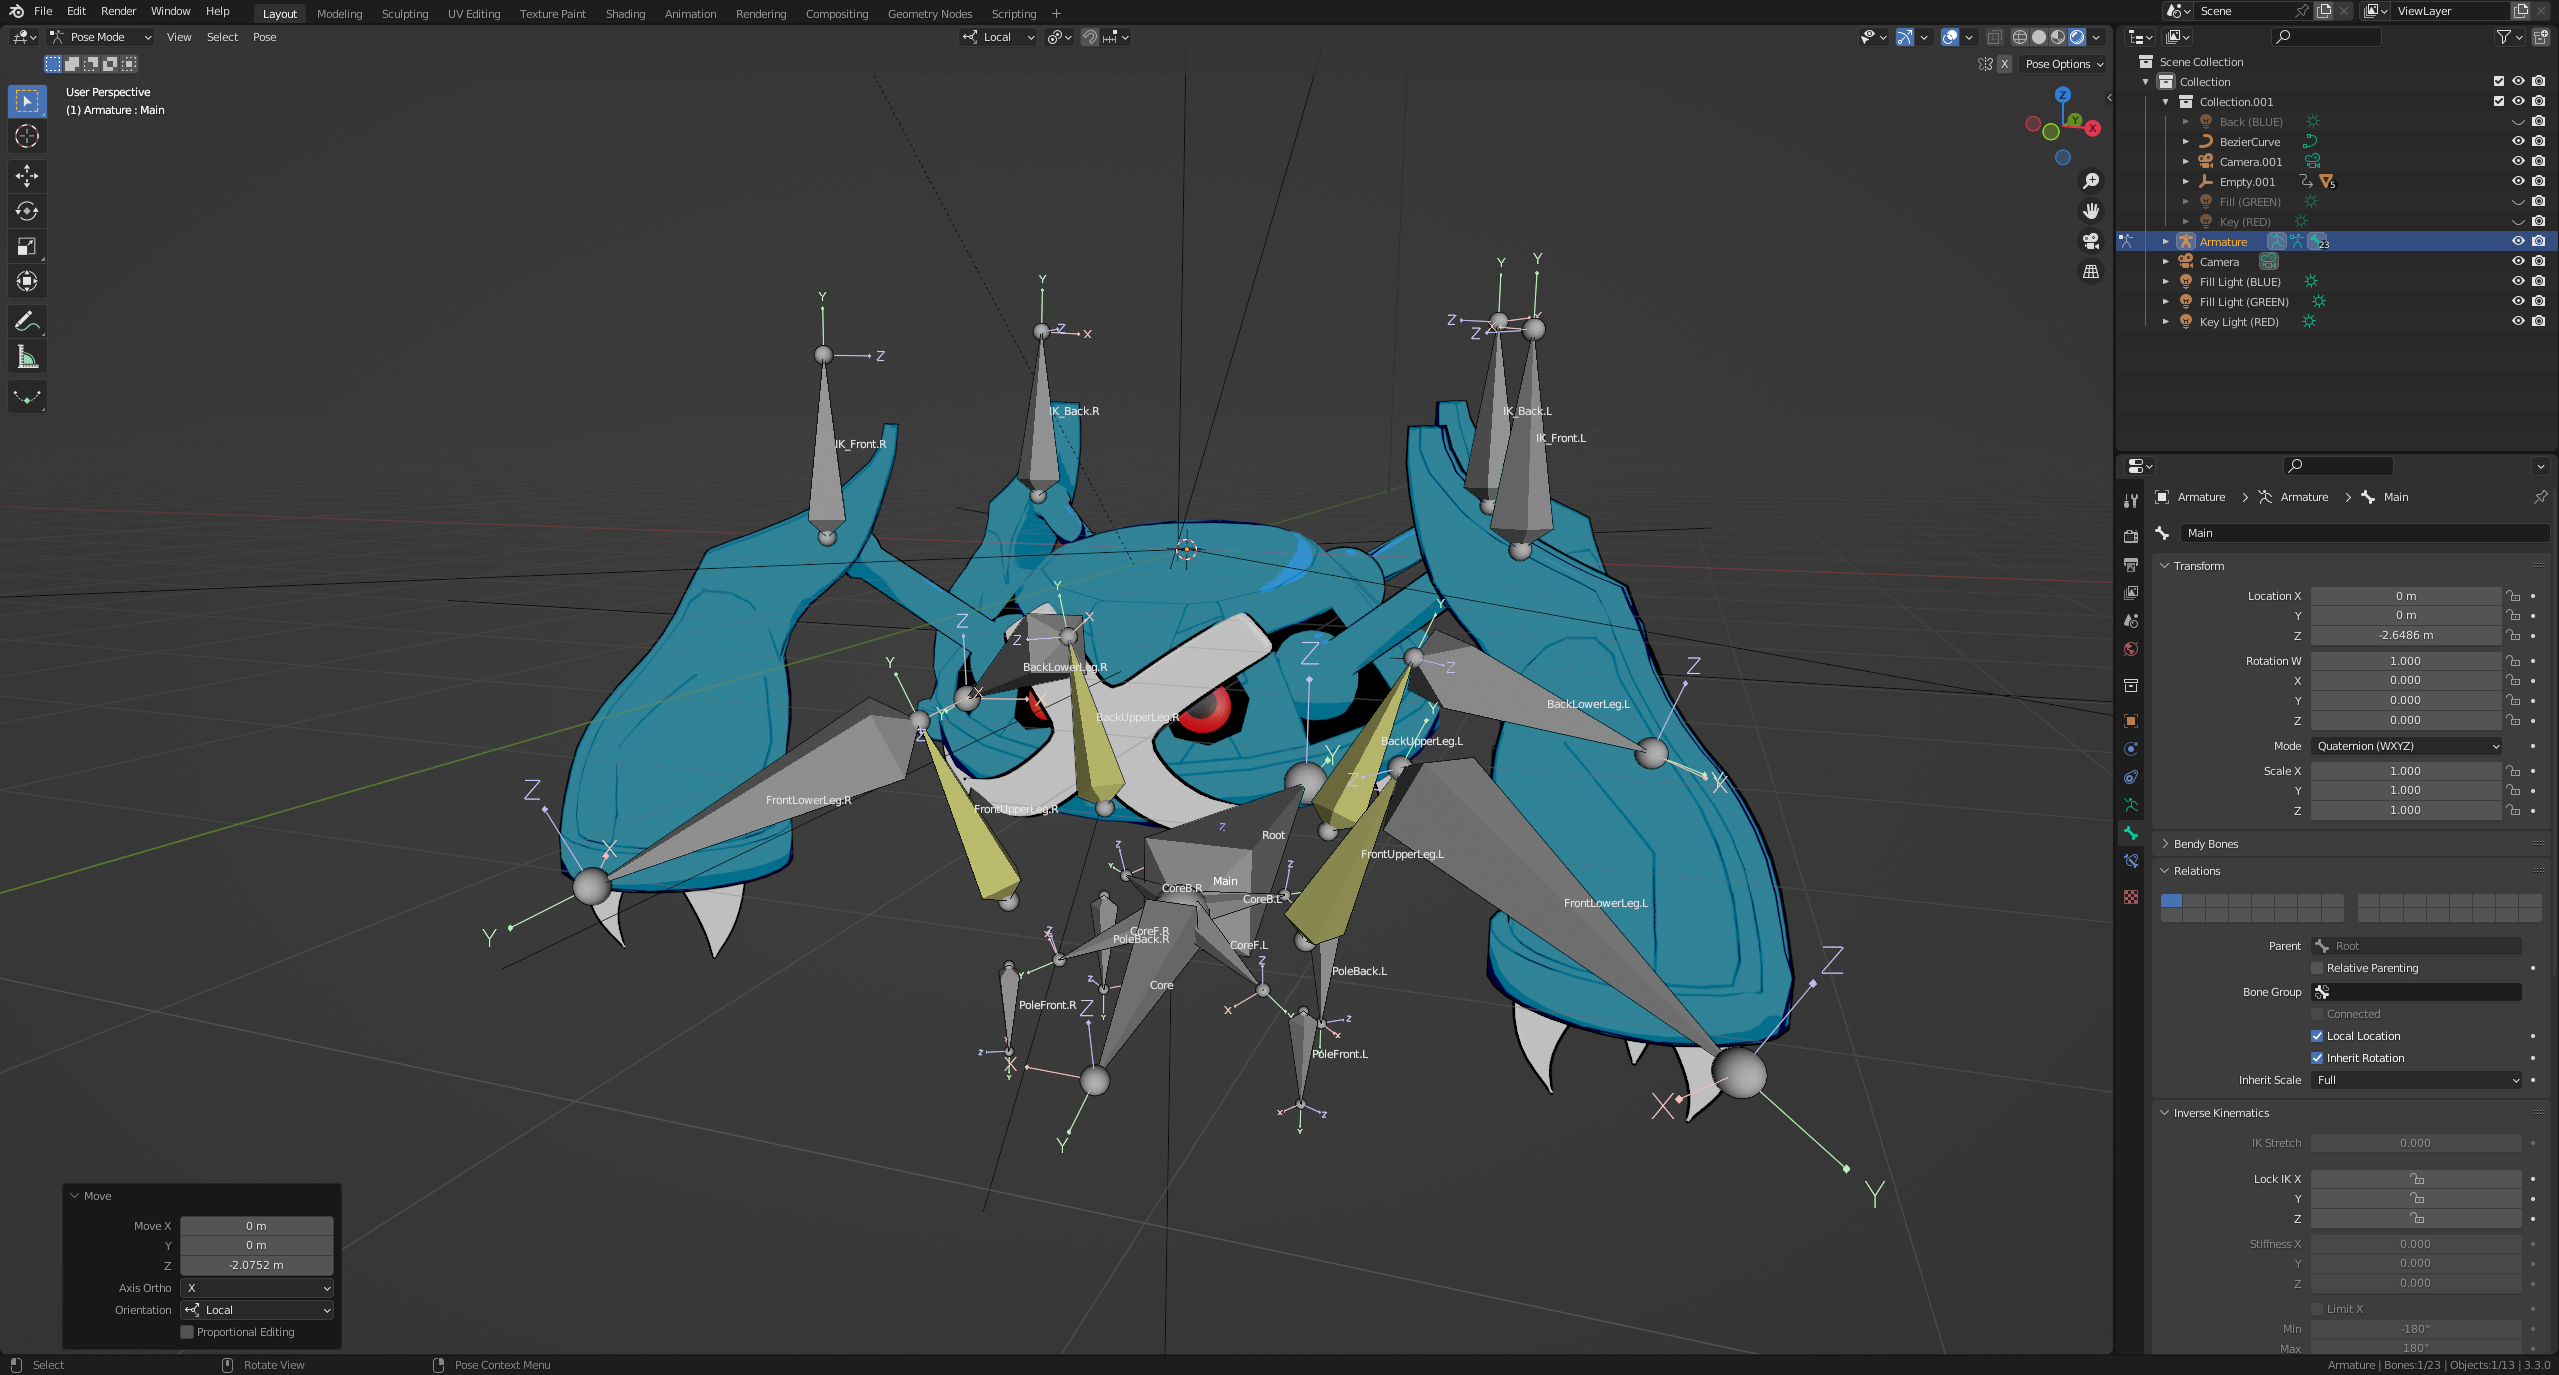 File Edit Render Window Help Layout Modeling Sculpting UV Editing Texture Paint Shading Animation Rendering Compositing Geometry Nodes Scripting +
Scene
ViewLayer
Pose Mode View Select Pose
Local
X Pose Options
User Perspective
(1) Armature : Main
Z
Y
X
Y
Y
Y
Y
Z
X
Z
Z
Z
IK_Back.R
IK_Back.L
IK_Front.R
IK_Front.L
Y
X
Y
Z
Z
BackLowerLeg.R
Y
Z
Z
Z
X
BackLowerLeg.L
BackUpperLeg.R
Y
BackUpperLeg.L
X
Z
FrontLowerLeg.R
FrontUpperLeg.R
Root
X
FrontUpperLeg.L
Main
CoreB.R
CoreB.L
FrontLowerLeg.L
CoreF.R
PoleBack.R
CoreF.L
Y
Z
PoleBack.L
Core
PoleFront.R
Z
X
PoleFront.L
X
Y
Y
Move
Move X 0 m
Y 0 m
Z -2.0752 m
Axis Ortho X
Orientation Local
Proportional Editing
Select
Rotate View
Pose Context Menu
Scene Collection
Collection
Collection.001
Back (BLUE)
BezierCurve
Camera.001
Empty.001 5
Fill (GREEN)
Key (RED)
Armature 23
Camera
Fill Light (BLUE)
Fill Light (GREEN)
Key Light (RED)
Armature > Armature > Main
Main
Transform
Location X 0 m
Y 0 m
Z -2.6486 m
Rotation W 1.000
X 0.000
Y 0.000
Z 0.000
Mode Quaternion (WXYZ)
Scale X 1.000
Y 1.000
Z 1.000
Bendy Bones
Relations
Parent Root
Relative Parenting
Bone Group
Connected
Local Location
Inherit Rotation
Inherit Scale Full
Inverse Kinematics
IK Stretch 0.000
Lock IK X
Y
Z
Stiffness X 0.000
Y 0.000
Z 0.000
Limit X
Min -180°
Max 180°
Armature | Bones:1/23 | Objects:1/13 | 3.3.0